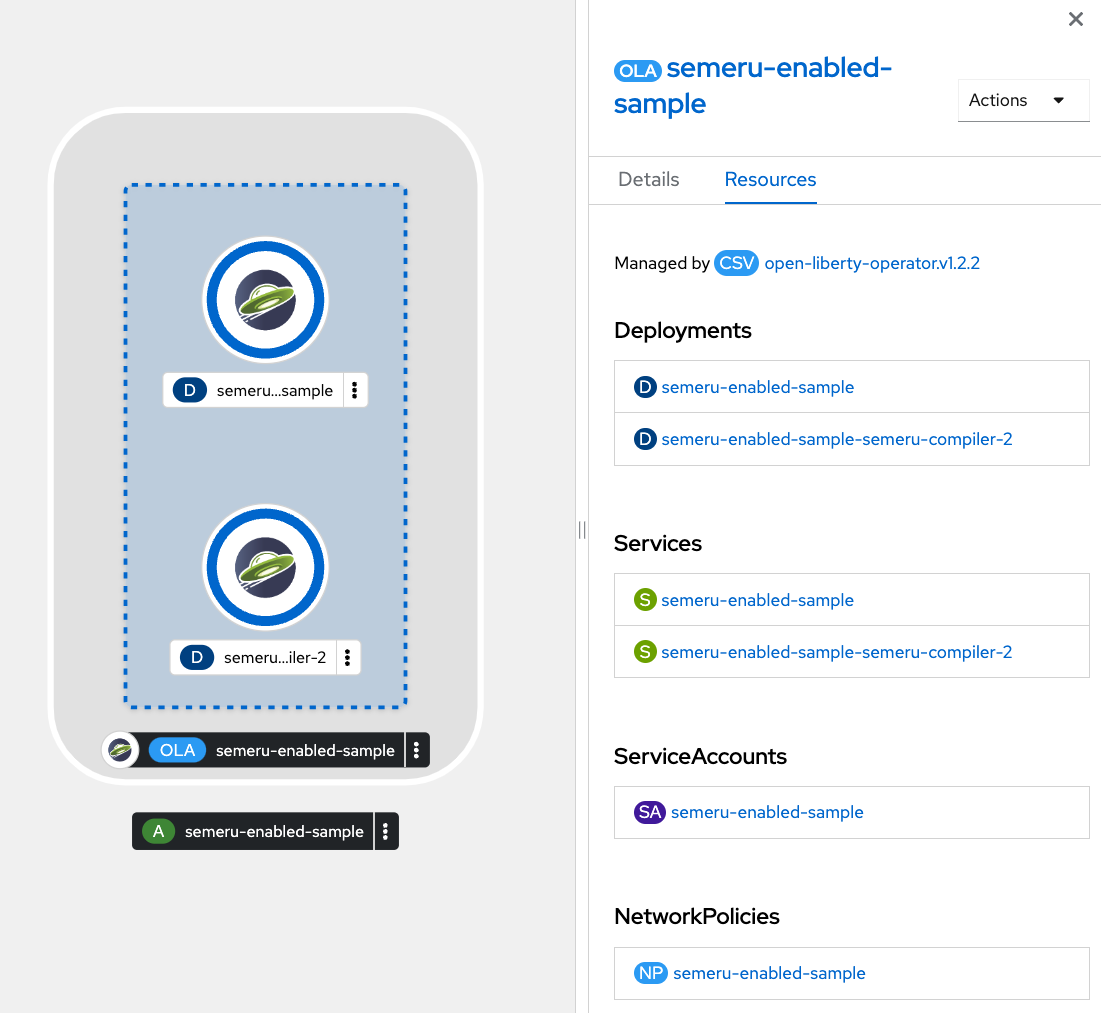 D semeru...sample
D semeru...iler-2
OLA semeru-enabled-sample
A semeru-enabled-sample
OLA semeru-enabled-
sample
Actions
Details Resources
Managed by CSV open-liberty-operator.v1.2.2
Deployments
D semeru-enabled-sample
D semeru-enabled-sample-semeru-compiler-2
Services
S semeru-enabled-sample
S semeru-enabled-sample-semeru-compiler-2
ServiceAccounts
SA semeru-enabled-sample
NetworkPolicies
NP semeru-enabled-sample